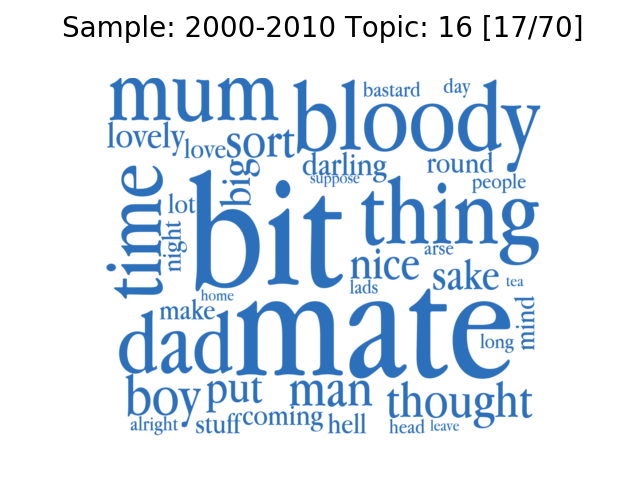 Sample: 2000-2010 Topic: 16 [17/70]
mum
bloody
bastard
day
lovely
love
sort
darling
round
suppose
people
time
big
lot
night
bit
thing
arse
nice
sake
tea
lads
home
make
mate
mind
long
dad
boy
put
man
thought
alright
stuff
coming
hell
head
leave